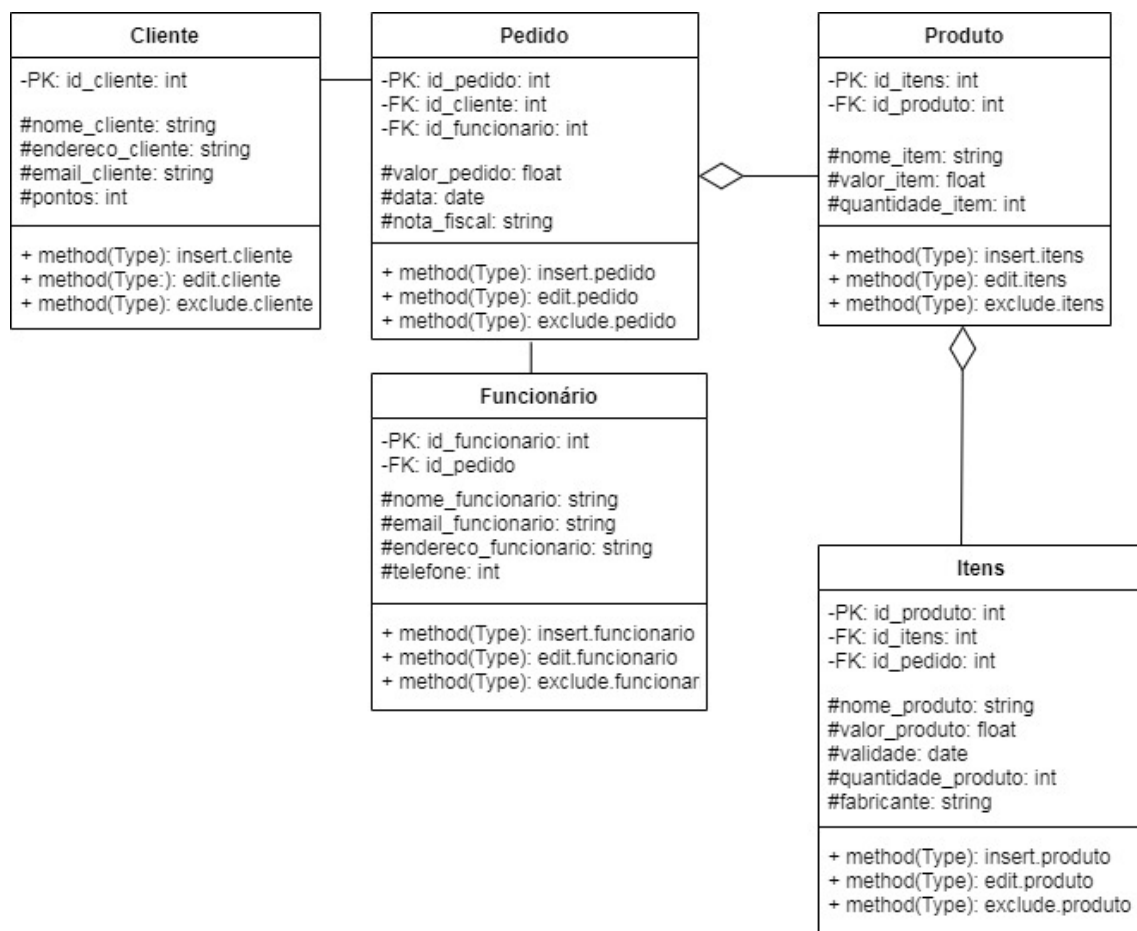 Cliente
-PK: id_cliente: int
#nome_cliente: string
#endereco_cliente: string
#email_cliente: string
#pontos: int
+ method(Type): insert.cliente
+ method(Type:): edit.cliente
+ method(Type): exclude.cliente
Pedido
-PK: id_pedido: int
-FK: id_cliente: int
-FK: id_funcionario: int
#valor_pedido: float
#data: date
#nota_fiscal: string
+ method(Type): insert.pedido
+ method(Type): edit.pedido
+ method(Type): exclude.pedido
Produto
-PK: id_itens: int
-FK: id_produto: int
#nome_item: string
#valor_item: float
#quantidade_item: int
+ method(Type): insert.itens
+ method(Type): edit.itens
+ method(Type): exclude.itens
Funcionário
-PK: id_funcionario: int
-FK: id_pedido
#nome_funcionario: string
#email_funcionario: string
#endereco_funcionario: string
#telefone: int
+ method(Type): insert.funcionario
+ method(Type): edit.funcionario
+ method(Type): exclude.funcionar
Itens
-PK: id_produto: int
-FK: id_itens: int
-FK: id_pedido: int
#nome_produto: string
#valor_produto: float
#validade: date
#quantidade_produto: int
#fabricante: string
+ method(Type): insert.produto
+ method(Type): edit.produto
+ method(Type): exclude.produto